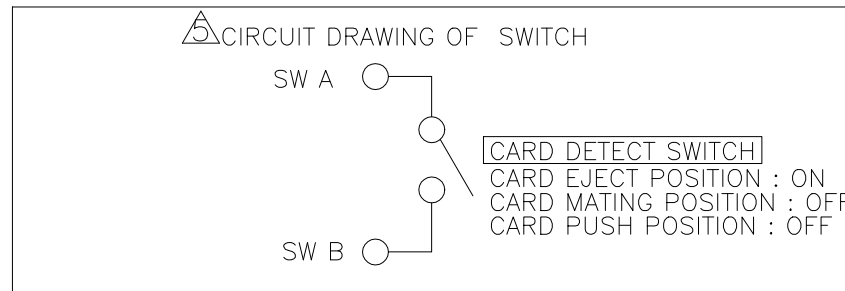 5 CIRCUIT DRAWING OF SWITCH
SW A
CARD DETECT SWITCH
CARD EJECT POSITION : ON
CARD MATING POSITION : OFF
CARD PUSH POSITION : OFF
SW B